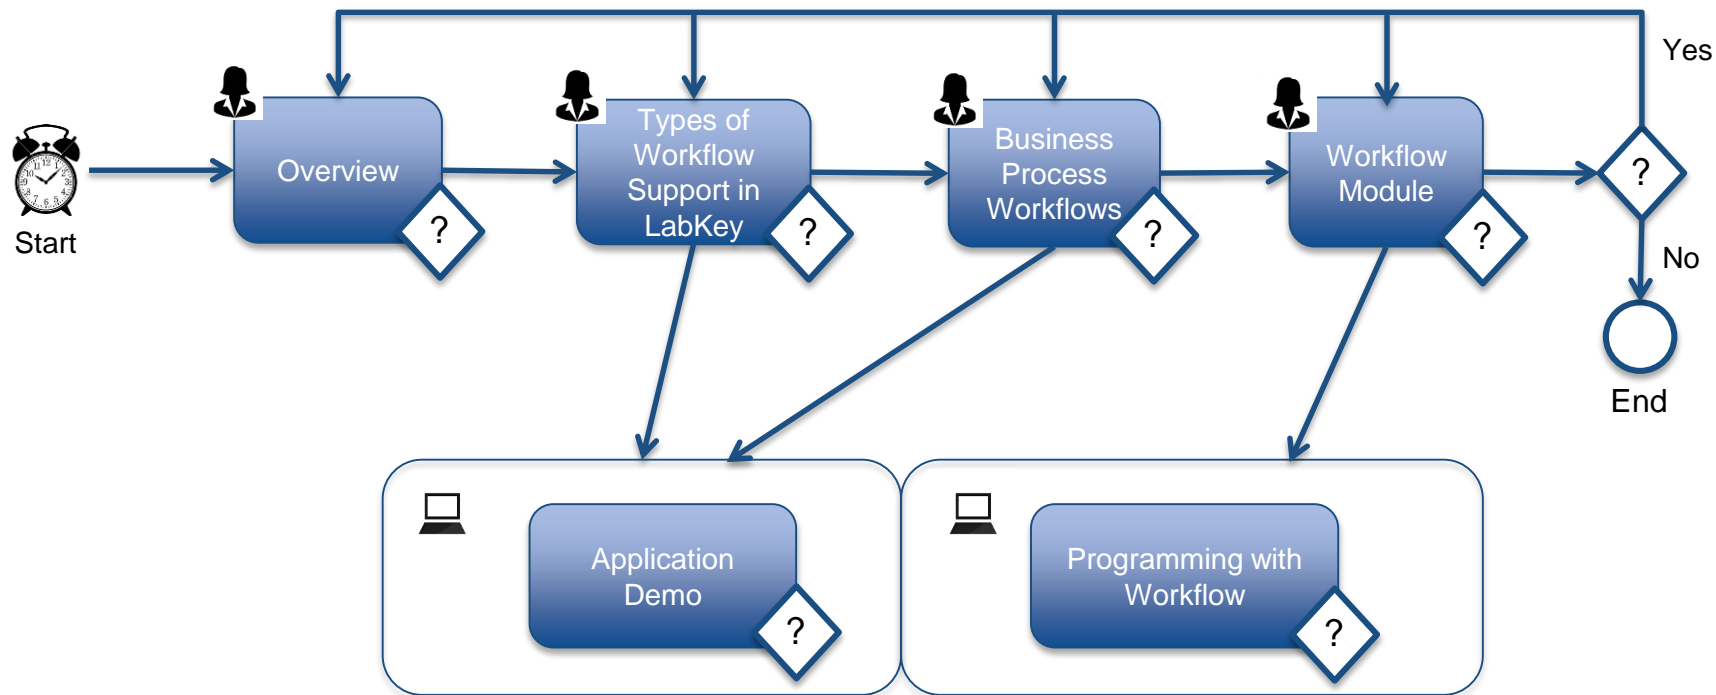 Yes
Start
Overview
?
Types of
Workflow
Support in
LabKey
?
Business
Process
Workflows
?
Workflow
Module
?
?
No
End
Application
Demo
?
Programming with
Workflow
?